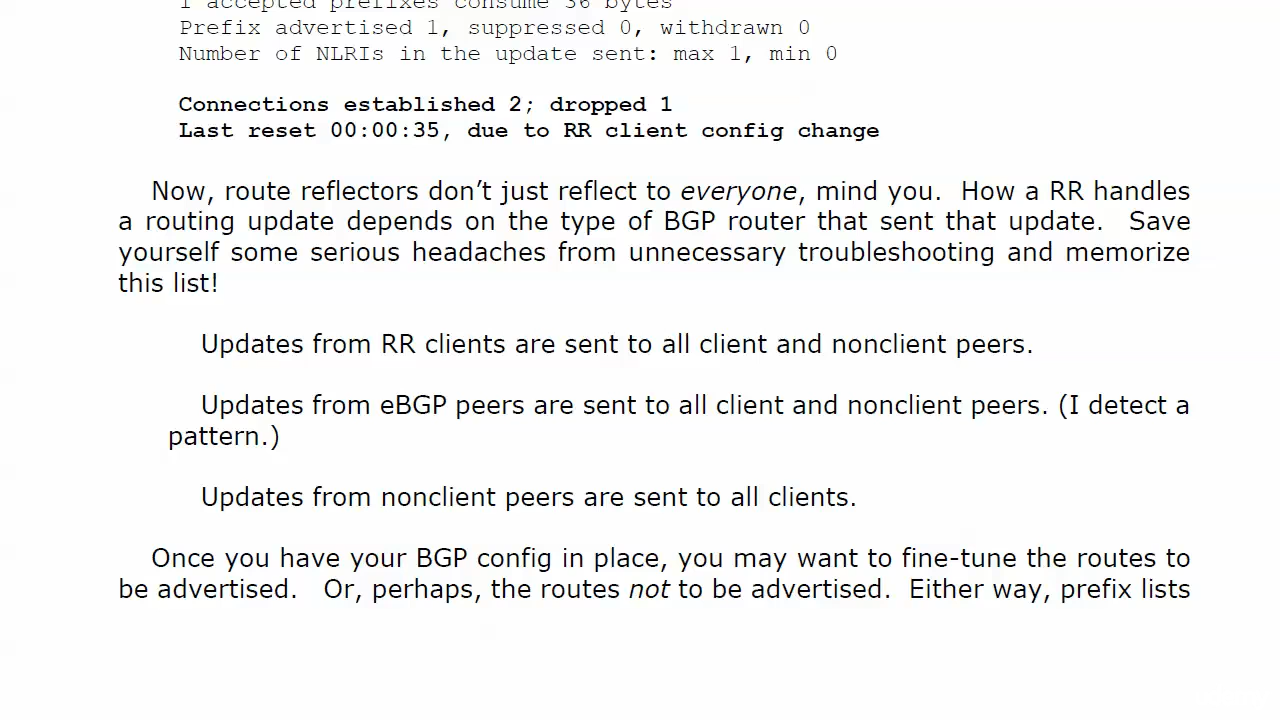 1 accepted prefixes consume 36 bytes
Prefix advertised 1, suppressed 0, withdrawn 0
Number of NLRIs in the update sent: max 1, min 0
Connections established 2; dropped 1
Last reset 00:00:35, due to RR client config change
Now, route reflectors don’t just reflect to everyone, mind you. How a RR handles
a routing update depends on the type of BGP router that sent that update. Save
yourself some serious headaches from unnecessary troubleshooting and memorize
this list!
Updates from RR clients are sent to all client and nonclient peers.
Updates from eBGP peers are sent to all client and nonclient peers. (I detect a
pattern.)
Updates from nonclient peers are sent to all clients.
Once you have your BGP config in place, you may want to fine-tune the routes to
be advertised. Or, perhaps, the routes not to be advertised. Either way, prefix lists